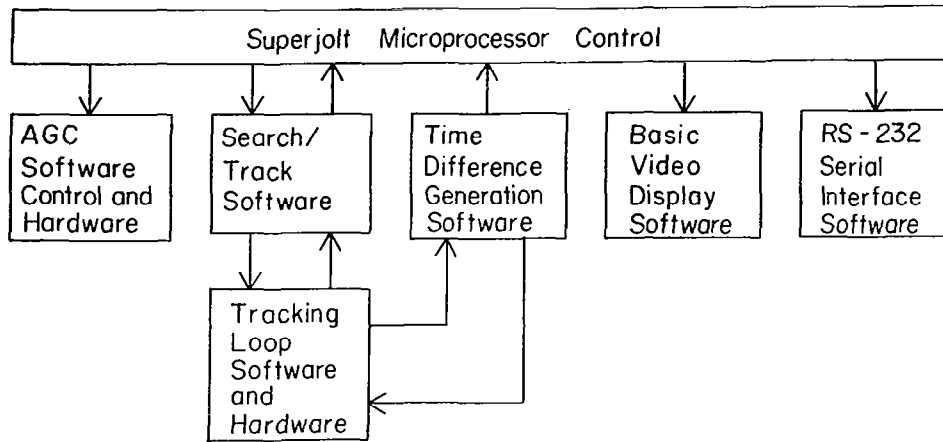 Superjolt Microprocessor Control
AGC
Software
Control and
Hardware
Search/
Track
Software
Time
Difference
Generation
Software
Basic
Video
Display
Software
RS-232
Serial
Interface
Software
Tracking
Loop
Software
and
Hardware